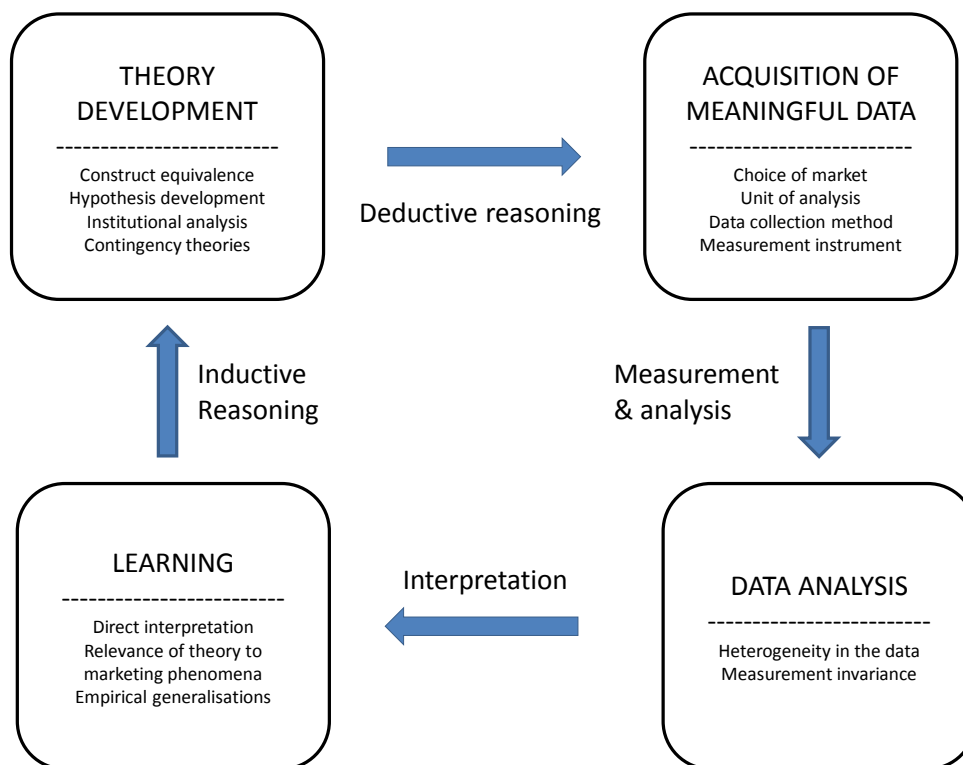 THEORY
DEVELOPMENT
-------------------------
Construct equivalence
Hypothesis development
Institutional analysis
Contingency theories
Deductive reasoning
ACQUISITION OF
MEANINGFUL DATA
-------------------------
Choice of market
Unit of analysis
Data collection method
Measurement instrument
Measurement
& analysis
DATA ANALYSIS
-------------------------
Heterogeneity in the data
Measurement invariance
Interpretation
LEARNING
-------------------------
Direct interpretation
Relevance of theory to
marketing phenomena
Empirical generalisations
Inductive
Reasoning